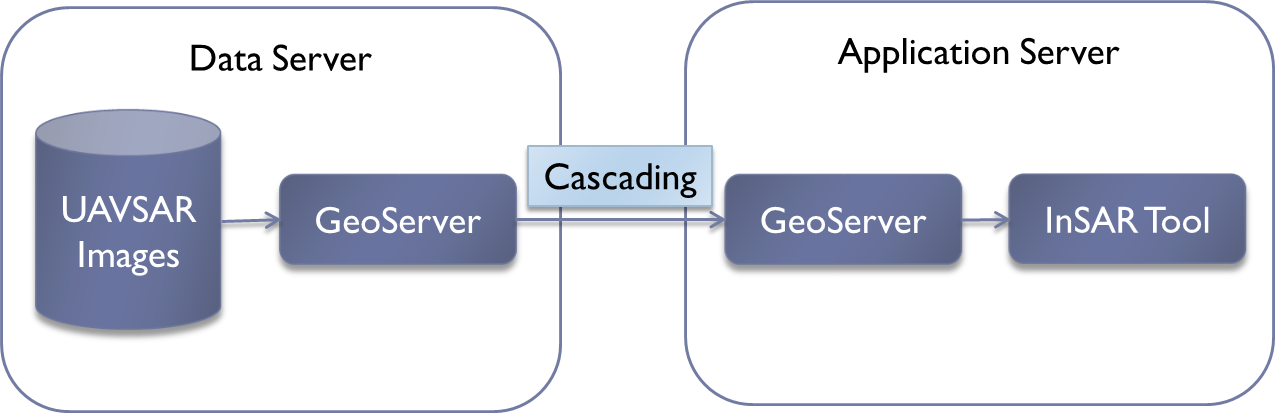 Data Server
Application Server
Cascading
UAVSAR
Images
GeoServer
GeoServer
InSAR Tool